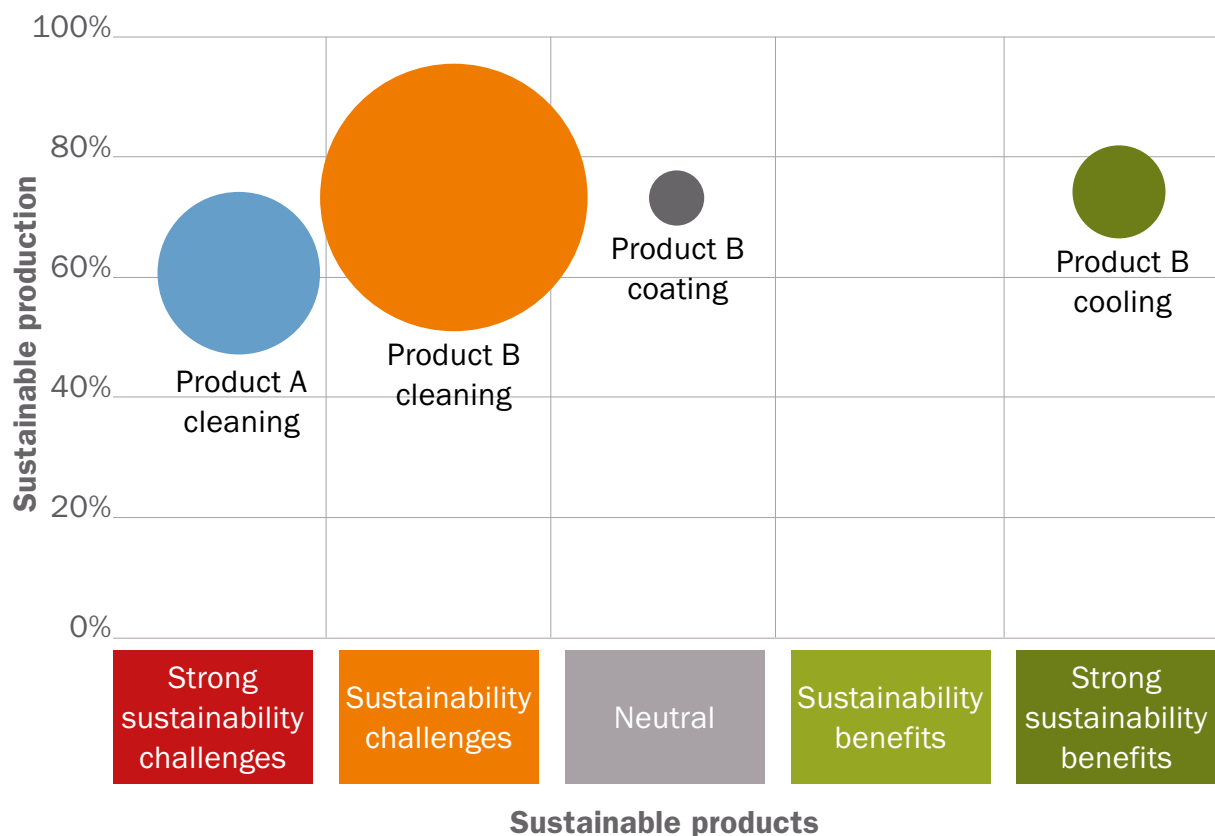 100%
80%
60%
40%
20%
0%
Sustainable production
Product A
cleaning
Product B
cleaning
Product B
coating
Product B
cooling
Strong
sustainability
challenges
Sustainability
challenges
Neutral
Sustainability
benefits
Strong
sustainability
benefits
Sustainable products